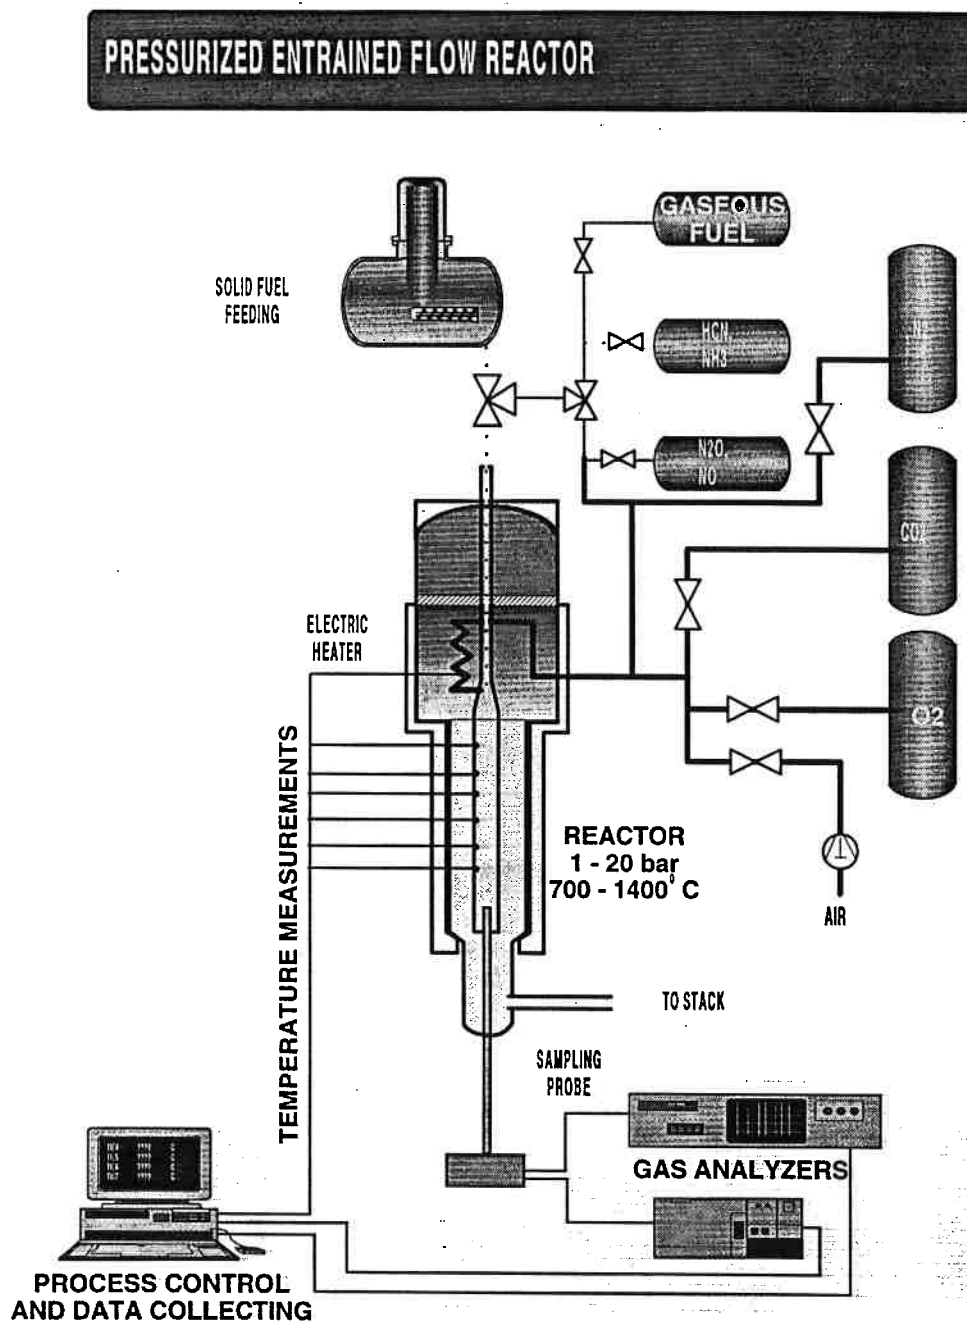 PRESSURIZED ENTRAINED FLOW REACTOR
GASEOUS
FUEL
SOLID FUEL
FEEDING
HCN,
NH3
N2O,
NO
CO2
O2
ELECTRIC
HEATER
TEMPERATURE MEASUREMENTS
REACTOR
1 - 20 bar
700 - 1400° C
AIR
TO STACK
SAMPLING
PROBE
GAS ANALYZERS
PROCESS CONTROL
AND DATA COLLECTING